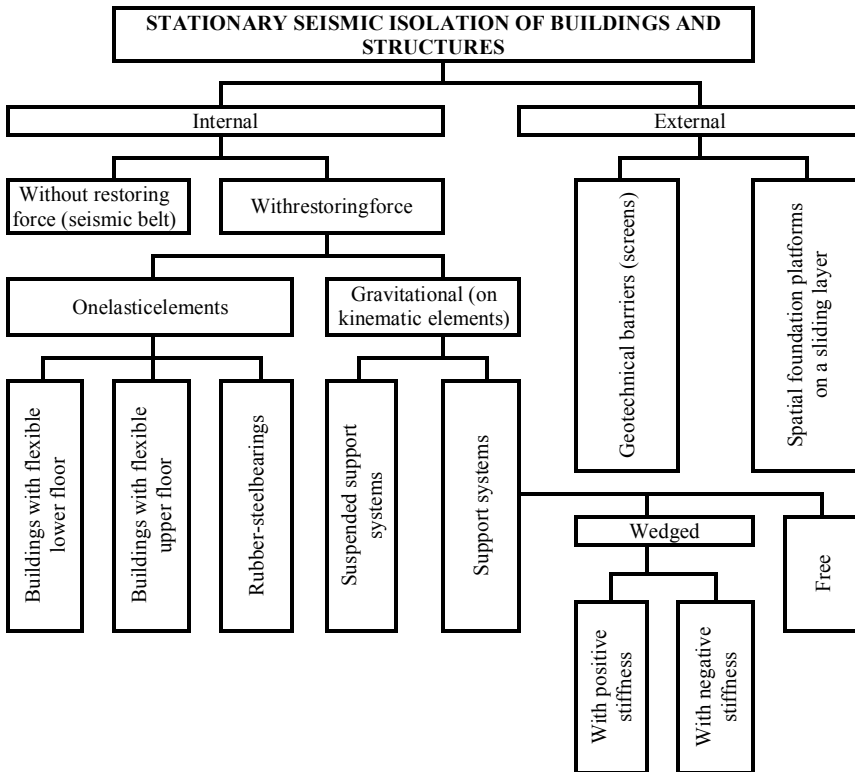 STATIONARY SEISMIC ISOLATION OF BUILDINGS AND
STRUCTURES
Internal
External
Without restoring
force (seismic belt)
Withrestoringforce
Geotechnical barriers (screens)
Spatial foundation platforms
on a sliding layer
Onelasticelements
Gravitational (on
kinematic elements)
Buildings with flexible
lower floor
Buildings with flexible
upper floor
Rubber-steelbearings
Suspended support
systems
Support systems
Wedged
Free
With positive
stiffness
With negative
stiffness